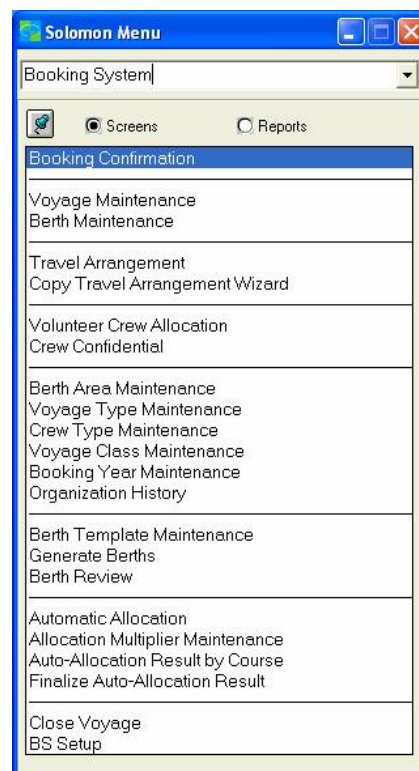 Solomon Menu
Booking System
Screens Reports
Booking Confirmation
Voyage Maintenance
Berth Maintenance
Travel Arrangement
Copy Travel Arrangement Wizard
Volunteer Crew Allocation
Crew Confidential
Berth Area Maintenance
Voyage Type Maintenance
Crew Type Maintenance
Voyage Class Maintenance
Booking Year Maintenance
Organization History
Berth Template Maintenance
Generate Berths
Berth Review
Automatic Allocation
Allocation Multiplier Maintenance
Auto-Allocation Result by Course
Finalize Auto-Allocation Result
Close Voyage
BS Setup